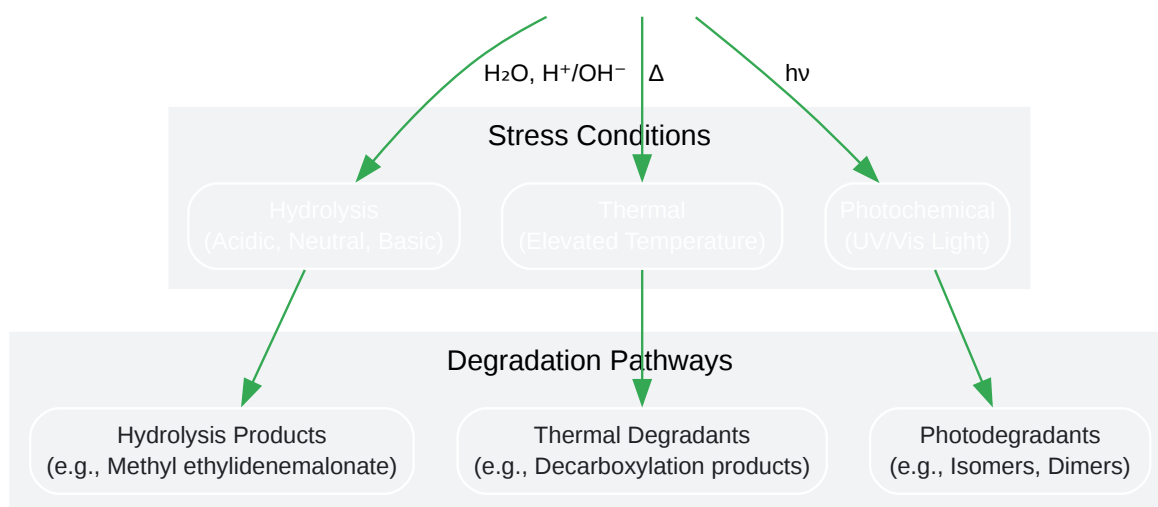 H₂O, H⁺/OH⁻ Δ hν
Stress Conditions
Hydrolysis
(Acidic, Neutral, Basic)
Thermal
(Elevated Temperature)
Photochemical
(UV/Vis Light)
Degradation Pathways
Hydrolysis Products
(e.g., Methyl ethylidenemalonate)
Thermal Degradants
(e.g., Decarboxylation products)
Photodegradants
(e.g., Isomers, Dimers)